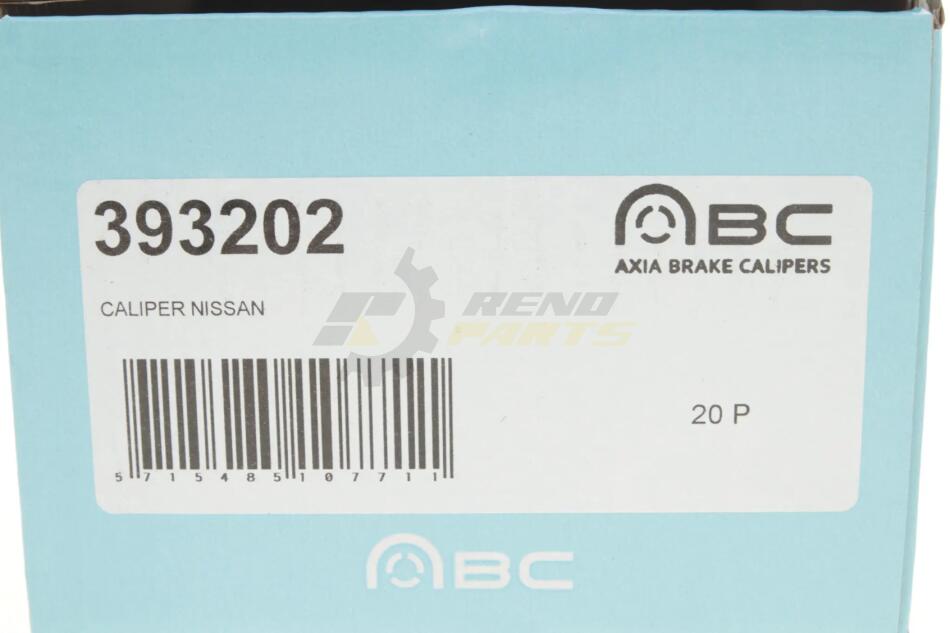 393202
ABC
AXIA BRAKE CALIPERS
CALIPER NISSAN
RENO
PARTS
20 P
5 715485 107711
ABC